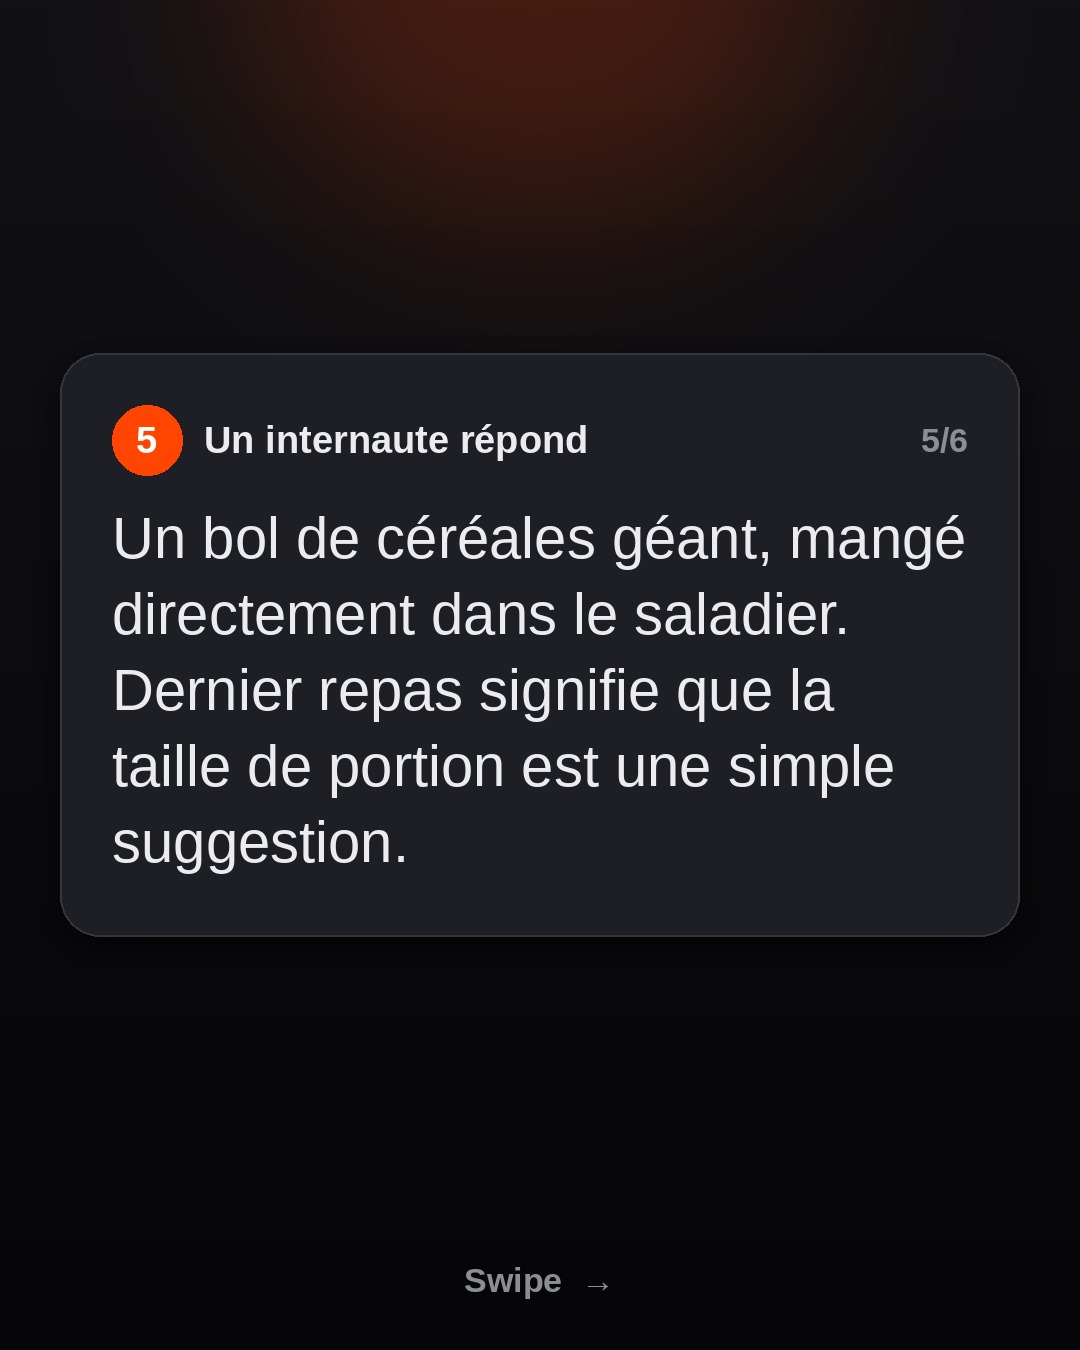 5 Un internaute répond 5/6
Un bol de céréales géant, mangé
directement dans le saladier.
Dernier repas signifie que la
taille de portion est une simple
suggestion.
Swipe →